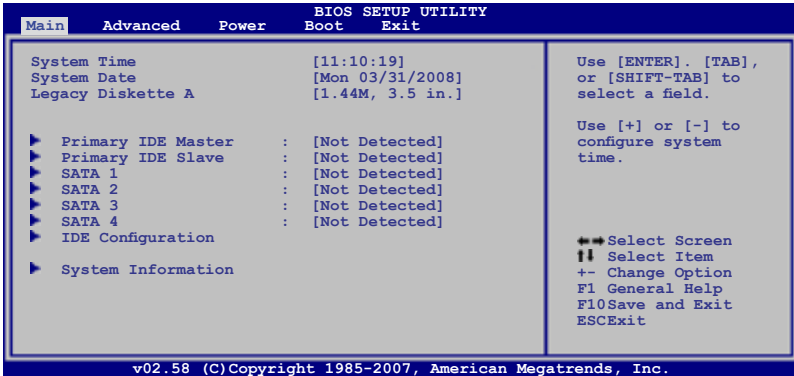 BIOS SETUP UTILITY
Main Advanced Power Boot Exit
System Time [11:10:19]
System Date [Mon 03/31/2008]
Legacy Diskette A [1.44M, 3.5 in.]
Primary IDE Master : [Not Detected]
Primary IDE Slave : [Not Detected]
SATA 1 : [Not Detected]
SATA 2 : [Not Detected]
SATA 3 : [Not Detected]
SATA 4 : [Not Detected]
IDE Configuration
System Information
Use [ENTER]. [TAB],
or [SHIFT-TAB] to
select a field.
Use [+] or [-] to
configure system
time.
Select Screen
Select Item
+- Change Option
F1 General Help
F10Save and Exit
ESCExit
v02.58 (C)Copyright 1985-2007, American Megatrends, Inc.